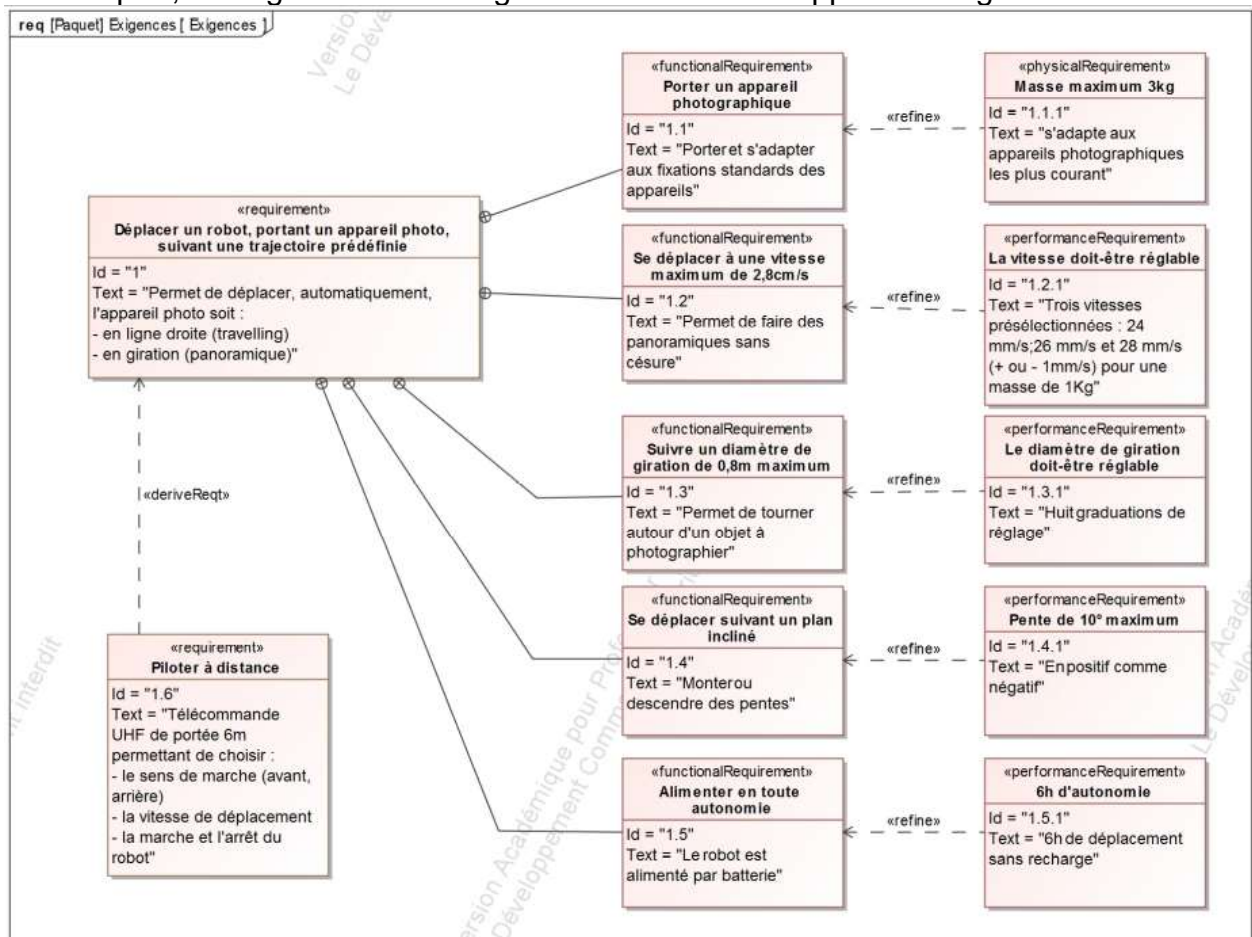 req [Paquet] Exigences [ Exigences ]
«requirement»
Déplacer un robot, portant un appareil photo,
suivant une trajectoire prédéfinie
Id = "1"
Text = "Permet de déplacer, automatiquement,
l'appareil photo soit :
- en ligne droite (travelling)
- en giration (panoramique)"
«deriveReqt»
«requirement»
Piloter à distance
Id = "1.6"
Text = "Télécommande
UHF de portée 6m
permettant de choisir :
- le sens de marche (avant,
arrière)
- la vitesse de déplacement
- la marche et l'arrêt du
robot"
«functionalRequirement»
Porter un appareil
photographique
Id = "1.1"
Text = "Porter et s'adapter
aux fixations standards des
appareils"
«refine»
«physicalRequirement»
Masse maximum 3kg
Id = "1.1.1"
Text = "s'adapte aux
appareils photographiques
les plus courant"
«functionalRequirement»
Se déplacer à une vitesse
maximum de 2,8cm/s
Id = "1.2"
Text = "Permet de faire des
panoramiques sans
césure"
«refine»
«performanceRequirement»
La vitesse doit-être réglable
Id = "1.2.1"
Text = "Trois vitesses
présélectionnées : 24
mm/s;26 mm/s et 28 mm/s
(+ ou - 1mm/s) pour une
masse de 1Kg"
«functionalRequirement»
Suivre un diamètre de
giration de 0,8m maximum
Id = "1.3"
Text = "Permet de tourner
autour d'un objet à
photographier"
«refine»
«performanceRequirement»
Le diamètre de giration
doit-être réglable
Id = "1.3.1"
Text = "Huit graduations de
réglage"
«functionalRequirement»
Se déplacer suivant un plan
incliné
Id = "1.4"
Text = "Monter ou
descendre des pentes"
«refine»
«performanceRequirement»
Pente de 10° maximum
Id = "1.4.1"
Text = "En positif comme
négatif"
«functionalRequirement»
Alimenter en toute
autonomie
Id = "1.5"
Text = "Le robot est
alimenté par batterie"
«refine»
«performanceRequirement»
6h d'autonomie
Id = "1.5.1"
Text = "6h de déplacement
sans recharge"